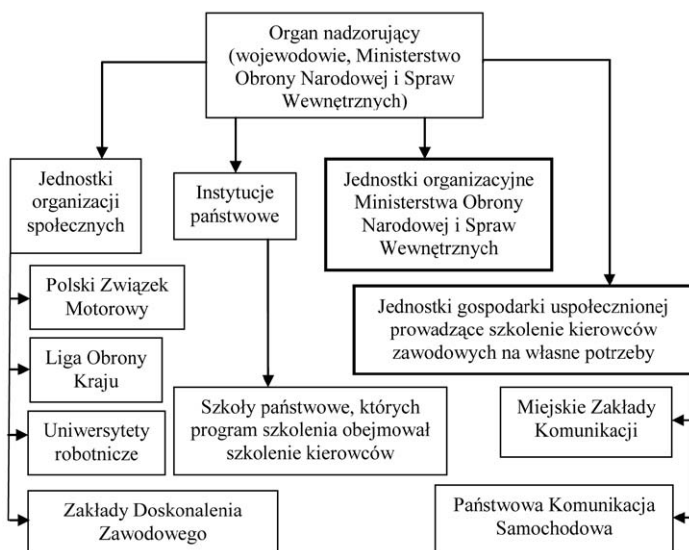 Organ nadzorujący
(wojewodowie, Ministerstwo
Obrony Narodowej i Spraw
Wewnętrznych)
Jednostki
organizacji
społecznych
Instytucje
państwowe
Jednostki organizacyjne
Ministerstwa Obrony
Narodowej i Spraw
Wewnętrznych
Polski Związek
Motorowy
Jednostki gospodarki uspołecznionej
prowadzące szkolenie kierowców
zawodowych na własne potrzeby
Liga Obrony
Kraju
Szkoły państwowe, których
program szkolenia obejmował
szkolenie kierowców
Miejskie Zakłady
Komunikacji
Uniwersytety
robotnicze
Zakłady Doskonalenia
Zawodowego
Państwowa Komunikacja
Samochodowa